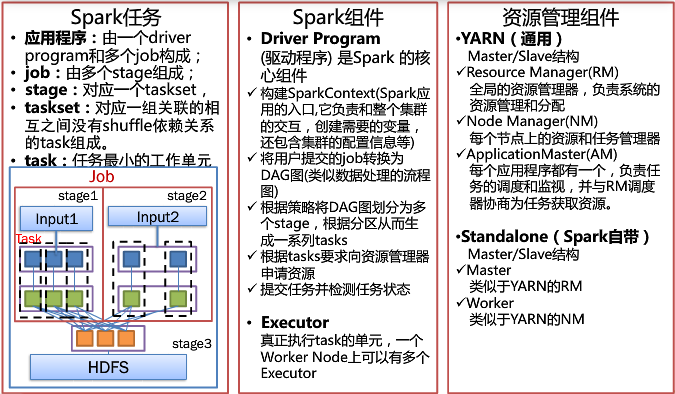 Spark任务
• 应用程序：由一个driver
program和多个job构成；
• job：由多个stage组成；
• stage：对应一个taskset，
• taskset：对应一组关联的相
互之间没有shuffle依赖关系
的task组成。
• task：任务最小的工作单元
Job
stage1
stage2
Input1
Input2
Task
stage3
HDFS
Spark组件
• Driver Program
(驱动程序) 是Spark 的核
心组件
✓构建SparkContext(Spark应
用的入口,它负责和整个集群
的交互，创建需要的变量，
还包含集群的配置信息等)
✓将用户提交的job转换为
DAG图(类似数据处理的流程
图)
✓根据策略将DAG图划分为多
个stage，根据分区从而生
成一系列tasks
✓根据tasks要求向资源管理器
申请资源
✓提交任务并检测任务状态
• Executor
真正执行task的单元，一个
Worker Node上可以有多个
Executor
资源管理组件
•YARN（通用）
Master/Slave结构
✓Resource Manager(RM)
全局的资源管理器，负责系统的
资源管理和分配
✓Node Manager(NM)
每个节点上的资源和任务管理器
✓ApplicationMaster(AM)
每个应用程序都有一个，负责任
务的调度和监视，并与RM调度
器协商为任务获取资源。
•Standalone（Spark自带）
Master/Slave结构
✓Master
类似于YARN的RM
✓Worker
类似于YARN的NM